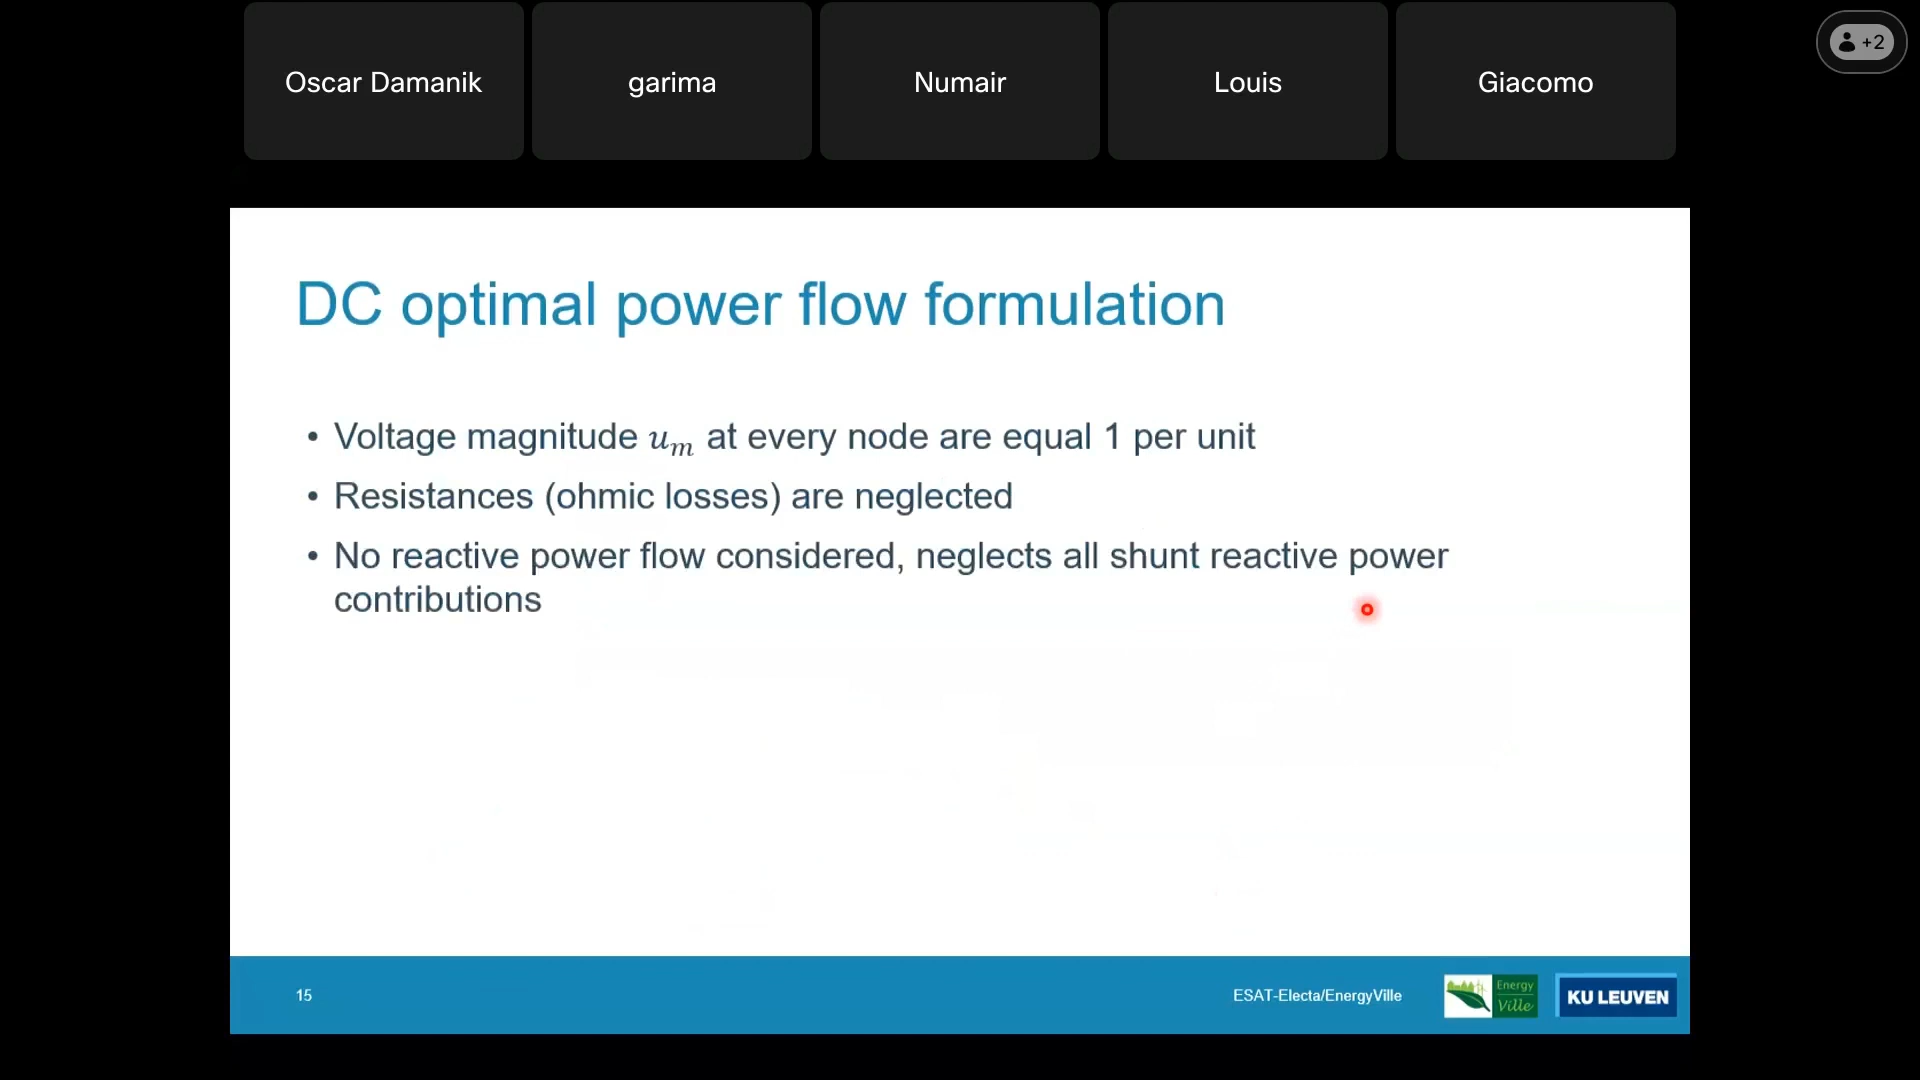 Oscar Damanik
garima
Numair
Louis
Giacomo
+2
DC optimal power flow formulation
• Voltage magnitude u_m at every node are equal 1 per unit
• Resistances (ohmic losses) are neglected
• No reactive power flow considered, neglects all shunt reactive power
contributions
15
ESAT-Electa/EnergyVille
Energy
Ville
KU LEUVEN